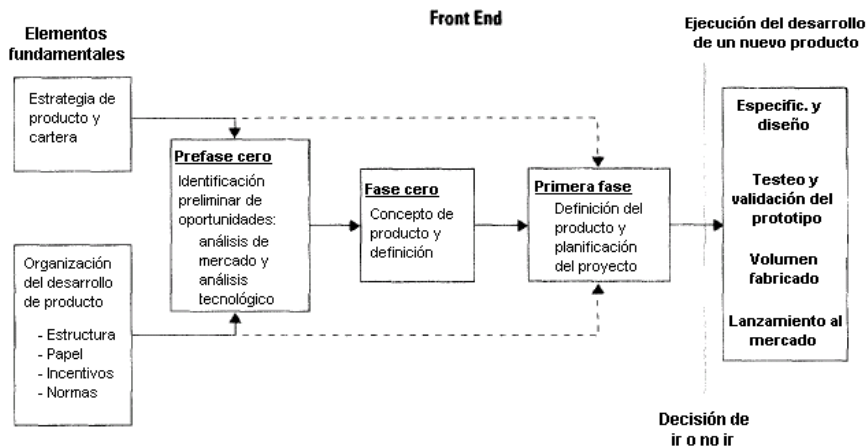 Front End
Elementos
fundamentales
Ejecución del desarrollo
de un nuevo producto
Estrategia de
producto y
cartera
Organización
del desarrollo
de producto
- Estructura
- Papel
- Incentivos
- Normas
Prefase cero
Identificación
preliminar de
oportunidades:
análisis de
mercado y
análisis
tecnológico
Fase cero
Concepto de
producto y
definición
Primera fase
Definición del
producto y
planificación
del proyecto
Especific. y
diseño
Testeo y
validación del
prototipo
Volumen
fabricado
Lanzamiento al
mercado
Decisión de
ir o no ir